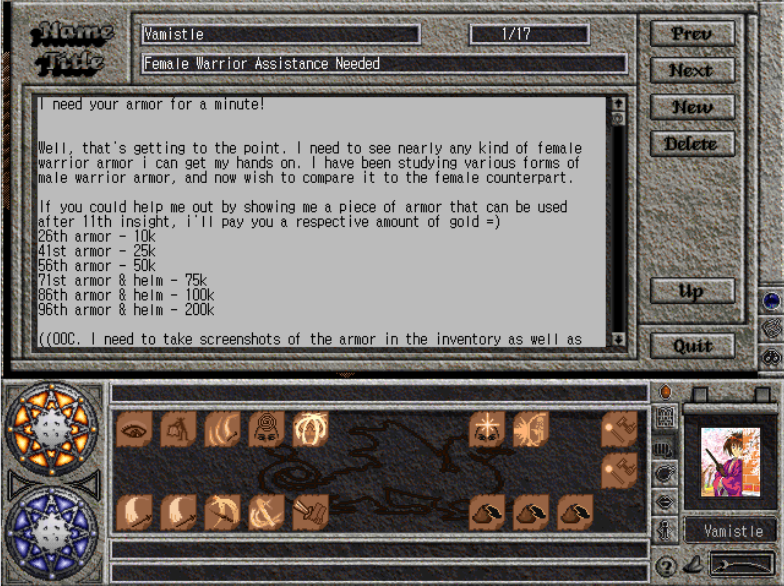 Name
Vamistle
1/17
Prev
Title
Female Warrior Assistance Needed
Next
I need your armor for a minute!
New
Delete
Well, that's getting to the point. I need to see nearly any kind of female
warrior armor i can get my hands on. I have been studying various forms of
male warrior armor, and now wish to compare it to the female counterpart.
If you could help me out by showing me a piece of armor that can be used
after 11th insight, i'll pay you a respective amount of gold =)
26th armor - 10k
41st armor - 25k
56th armor - 50k
71st armor & helm - 75k
86th armor & helm - 100k
96th armor & helm - 200k
Up
((OOC. I need to take screenshots of the armor in the inventory as well as
Quit
Vamistle